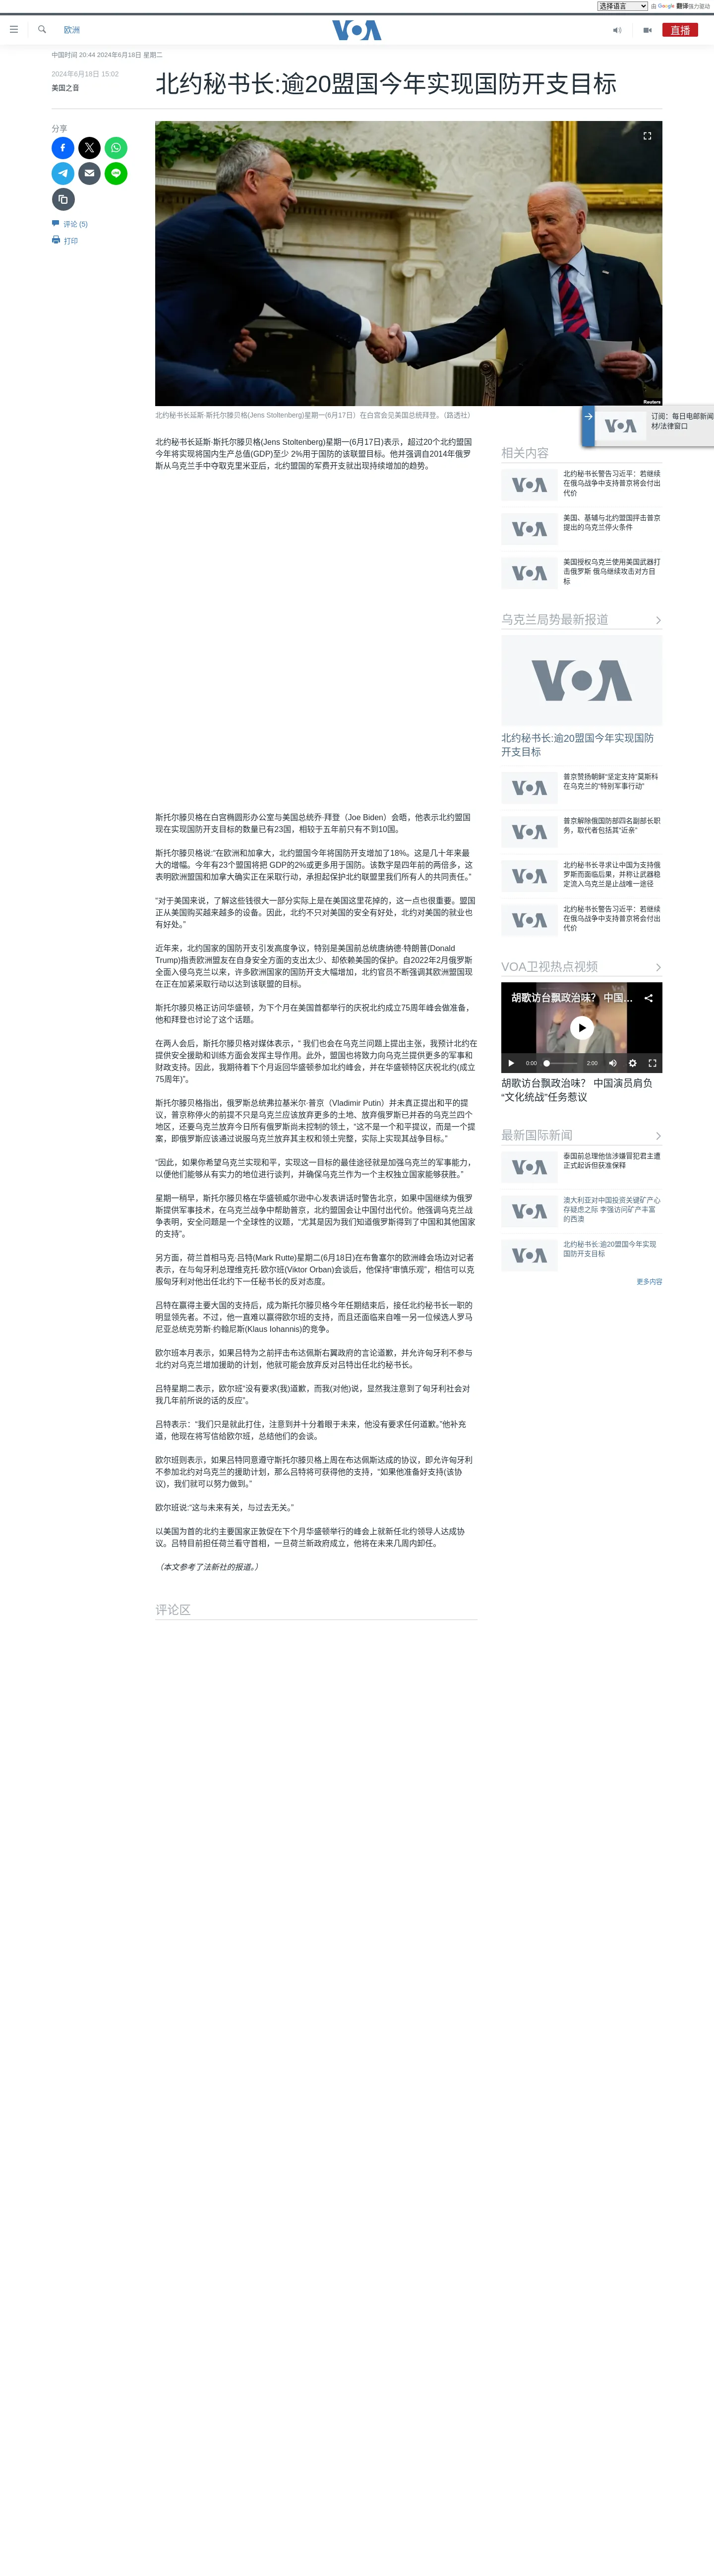 选择语言 由 Google 翻译强力驱动
欧洲
VOA
直播
中国时间 20:44 2024年6月18日 星期二
2024年6月18日 15:02
美国之音
北约秘书长:逾20盟国今年实现国防开支目标
分享
评论 (5)
打印
Reuters
北约秘书长延斯·斯托尔滕贝格(Jens Stoltenberg)星期一(6月17日）在白宫会见美国总统拜登。（路透社）
订阅：每日电邮新闻
材/法律窗口
北约秘书长延斯·斯托尔滕贝格(Jens Stoltenberg)星期一(6月17日)表示，超过20个北约盟国
今年将实现将国内生产总值(GDP)至少 2%用于国防的该联盟目标。他并强调自2014年俄罗
斯从乌克兰手中夺取克里米亚后，北约盟国的军费开支就出现持续增加的趋势。
斯托尔滕贝格在白宫椭圆形办公室与美国总统乔·拜登（Joe Biden）会晤，他表示北约盟国
现在实现国防开支目标的数量已有23国，相较于五年前只有不到10国。
斯托尔滕贝格说:“在欧洲和加拿大，北约盟国今年将国防开支增加了18%。这是几十年来最
大的增幅。今年有23个盟国将把 GDP的2%或更多用于国防。该数字是四年前的两倍多，这
表明欧洲盟国和加拿大确实正在采取行动，承担起保护北约联盟里我们所有人的共同责任。”
“对于美国来说，了解这些钱很大一部分实际上是在美国这里花掉的，这一点也很重要。盟国
正从美国购买越来越多的设备。因此，北约不只对美国的安全有好处，北约对美国的就业也
有好处。”
近年来，北约国家的国防开支引发高度争议，特别是美国前总统唐纳德·特朗普(Donald
Trump)指责欧洲盟友在自身安全方面的支出太少、却依赖美国的保护。自2022年2月俄罗斯
全面入侵乌克兰以来，许多欧洲国家的国防开支大幅增加，北约官员不断强调其欧洲盟国现
在正在加紧采取行动以达到该联盟的目标。
斯托尔滕贝格正访问华盛顿，为下个月在美国首都举行的庆祝北约成立75周年峰会做准备，
他和拜登也讨论了这个话题。
在两人会后，斯托尔滕贝格对媒体表示，“ 我们也会在乌克兰问题上提出主张，我预计北约在
提供安全援助和训练方面会发挥主导作用。此外，盟国也将致力向乌克兰提供更多的军事和
财政支持。因此，我期待着下个月返回华盛顿参加北约峰会，并在华盛顿特区庆祝北约(成立
75周年)”。
斯托尔滕贝格指出，俄罗斯总统弗拉基米尔·普京（Vladimir Putin）并未真正提出和平的提
议，普京称停火的前提不只是乌克兰应该放弃更多的土地、放弃俄罗斯已并吞的乌克兰四个
地区，还要乌克兰放弃今日所有俄罗斯尚未控制的领土，“这不是一个和平提议，而是一个提
案，即俄罗斯应该通过说服乌克兰放弃其主权和领土完整，实际上实现其战争目标。”
“因此，如果你希望乌克兰实现和平，实现这一目标的最佳途径就是加强乌克兰的军事能力，
以便他们能够从有实力的地位进行谈判，并确保乌克兰作为一个主权独立国家能够获胜。”
星期一稍早，斯托尔滕贝格在华盛顿威尔逊中心发表讲话时警告北京，如果中国继续为俄罗
斯提供军事技术，在乌克兰战争中帮助普京，北约盟国会让中国付出代价。他强调乌克兰战
争表明，安全问题是一个全球性的议题，“尤其是因为我们知道俄罗斯得到了中国和其他国家
的支持”。
另方面，荷兰首相马克·吕特(Mark Rutte)星期二(6月18日)在布鲁塞尔的欧洲峰会场边对记者
表示，在与匈牙利总理维克托·欧尔班(Viktor Orban)会谈后，他保持“审慎乐观”，相信可以克
服匈牙利对他出任北约下一任秘书长的反对态度。
吕特在赢得主要大国的支持后，成为斯托尔滕贝格今年任期结束后，接任北约秘书长一职的
明显领先者。不过，他一直难以赢得欧尔班的支持，而且还面临来自唯一另一位候选人罗马
尼亚总统克劳斯·约翰尼斯(Klaus Iohannis)的竞争。
欧尔班本月表示，如果吕特为之前抨击布达佩斯右翼政府的言论道歉，并允许匈牙利不参与
北约对乌克兰增加援助的计划，他就可能会放弃反对吕特出任北约秘书长。
吕特星期二表示，欧尔班“没有要求(我)道歉，而我(对他)说，显然我注意到了匈牙利社会对
我几年前所说的话的反应”。
吕特表示：“我们只是就此打住，注意到并十分着眼于未来，他没有要求任何道歉。”他补充
道，他现在将写信给欧尔班，总结他们的会谈。
欧尔班则表示，如果吕特同意遵守斯托尔滕贝格上周在布达佩斯达成的协议，即允许匈牙利
不参加北约对乌克兰的援助计划，那么吕特将可获得他的支持，“如果他准备好支持(该协
议)，我们就可以努力做到。”
欧尔班说:“这与未来有关，与过去无关。”
以美国为首的北约主要国家正敦促在下个月华盛顿举行的峰会上就新任北约领导人达成协
议。吕特目前担任荷兰看守首相，一旦荷兰新政府成立，他将在未来几周内卸任。
（本文参考了法新社的报道。）
评论区
相关内容
VOA
北约秘书长警告习近平：若继续
在俄乌战争中支持普京将会付出
代价
VOA
美国、基辅与北约盟国抨击普京
提出的乌克兰停火条件
VOA
美国授权乌克兰使用美国武器打
击俄罗斯 俄乌继续攻击对方目
标
乌克兰局势最新报道
VOA
北约秘书长:逾20盟国今年实现国防
开支目标
VOA
普京赞扬朝鲜“坚定支持”莫斯科
在乌克兰的“特别军事行动”
VOA
普京解除俄国防部四名副部长职
务，取代者包括其“近亲”
VOA
北约秘书长寻求让中国为支持俄
罗斯而面临后果，并称让武器稳
定流入乌克兰是止战唯一途径
VOA
北约秘书长警告习近平：若继续
在俄乌战争中支持普京将会付出
代价
VOA卫视热点视频
胡歌访台飘政治味？ 中国...
0:00 2:00
胡歌访台飘政治味？ 中国演员肩负
“文化统战”任务惹议
最新国际新闻
VOA
泰国前总理他信涉嫌冒犯君主遭
正式起诉但获准保释
VOA
澳大利亚对中国投资关键矿产心
存疑虑之际 李强访问矿产丰富
的西澳
VOA
北约秘书长:逾20盟国今年实现
国防开支目标
更多内容